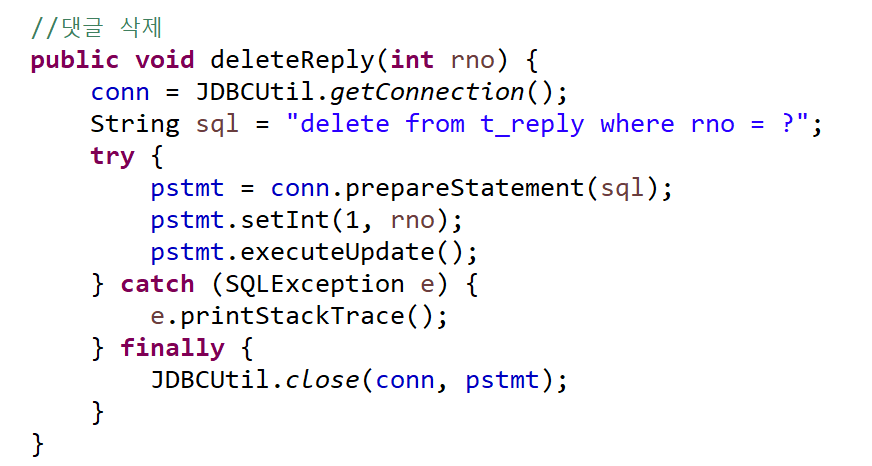 //댓글 삭제
public void deleteReply(int rno) {
    conn = JDBCUtil.getConnection();
    String sql = "delete from t_reply where rno = ?";
    try {
        pstmt = conn.prepareStatement(sql);
        pstmt.setInt(1, rno);
        pstmt.executeUpdate();
    } catch (SQLException e) {
        e.printStackTrace();
    } finally {
        JDBCUtil.close(conn, pstmt);
    }
}